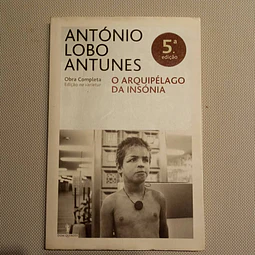 ANTÓNIO
LOBO
ANTUNES
5.ª
edição
Obra Completa
Edição ne varietur
O ARQUIPÉLAGO
DA INSÓNIA